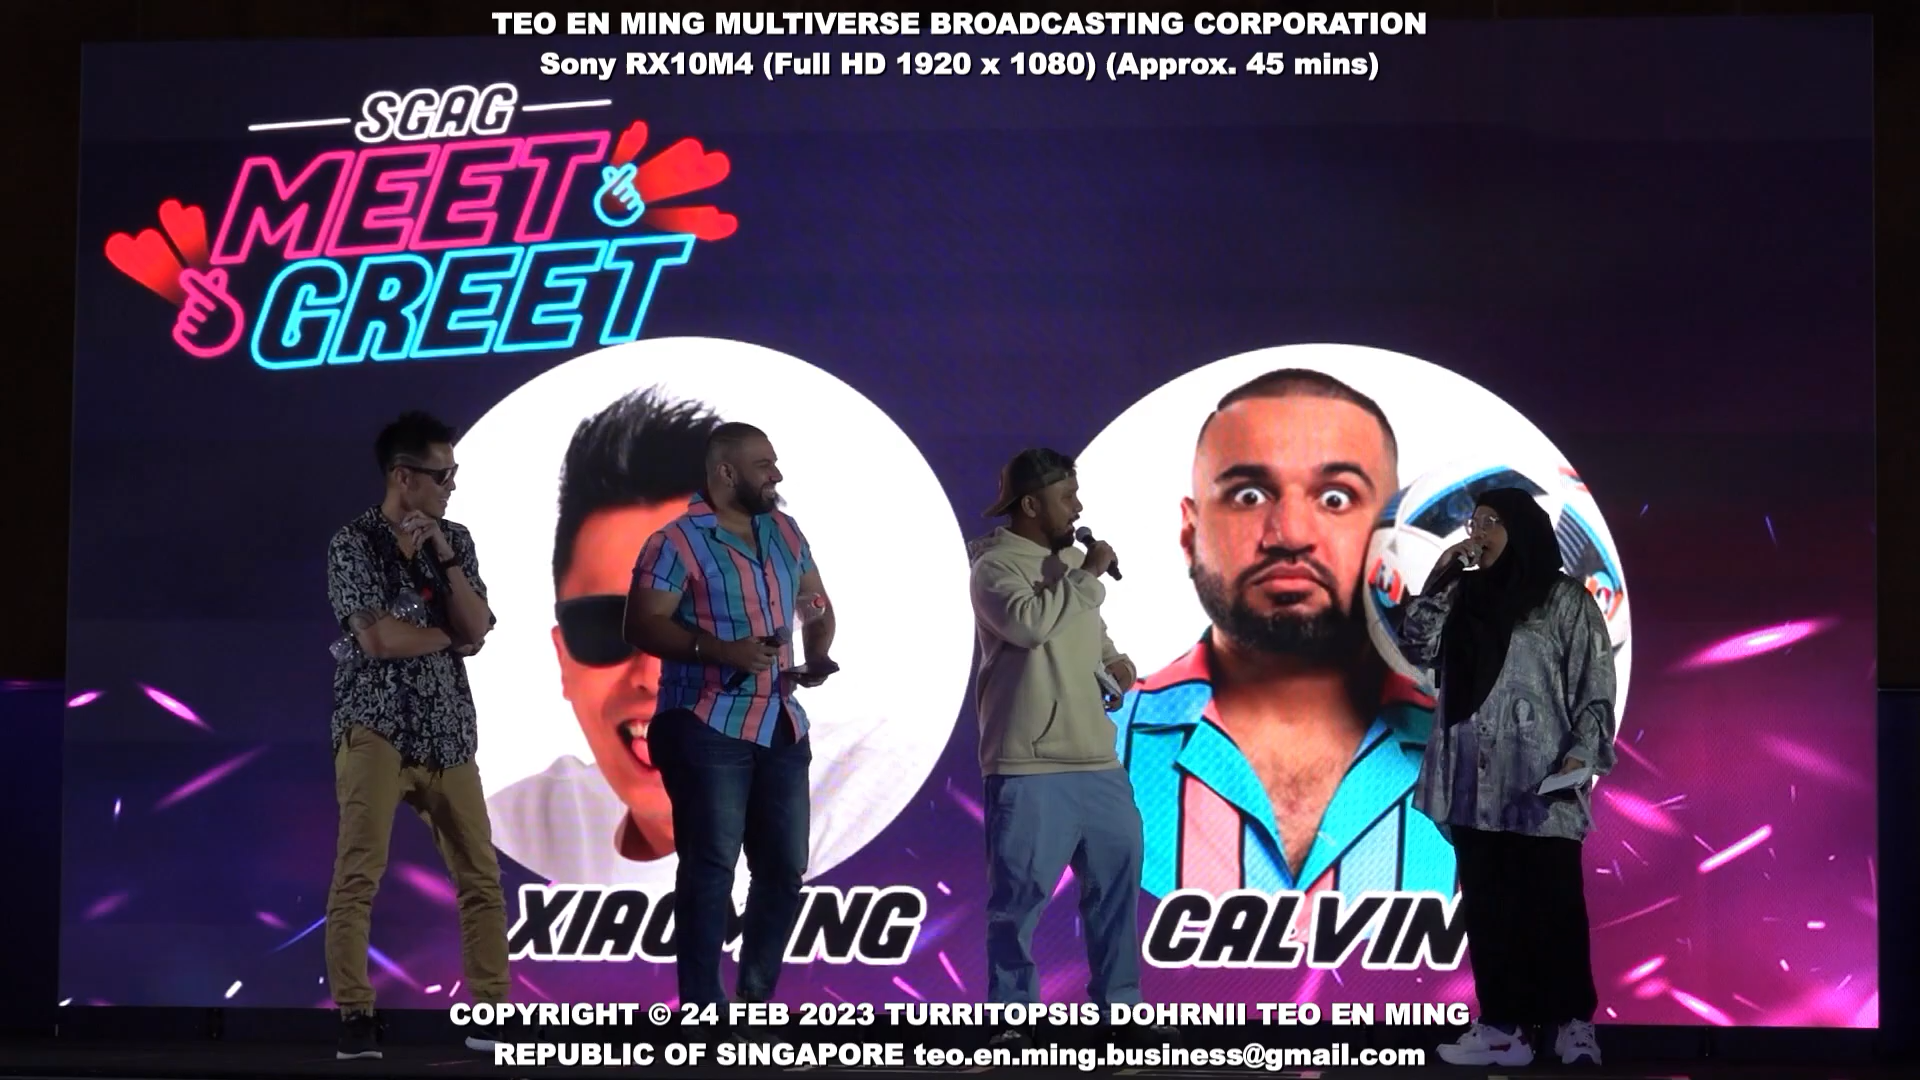 TEO EN MING MULTIVERSE BROADCASTING CORPORATION
Sony RX10M4 (Full HD 1920 x 1080) (Approx. 45 mins)
SGAG
MEET
GREET
XIAOMING
CALVIN
COPYRIGHT © 24 FEB 2023 TURRITOPSIS DOHRNII TEO EN MING
REPUBLIC OF SINGAPORE teo.en.ming.business@gmail.com